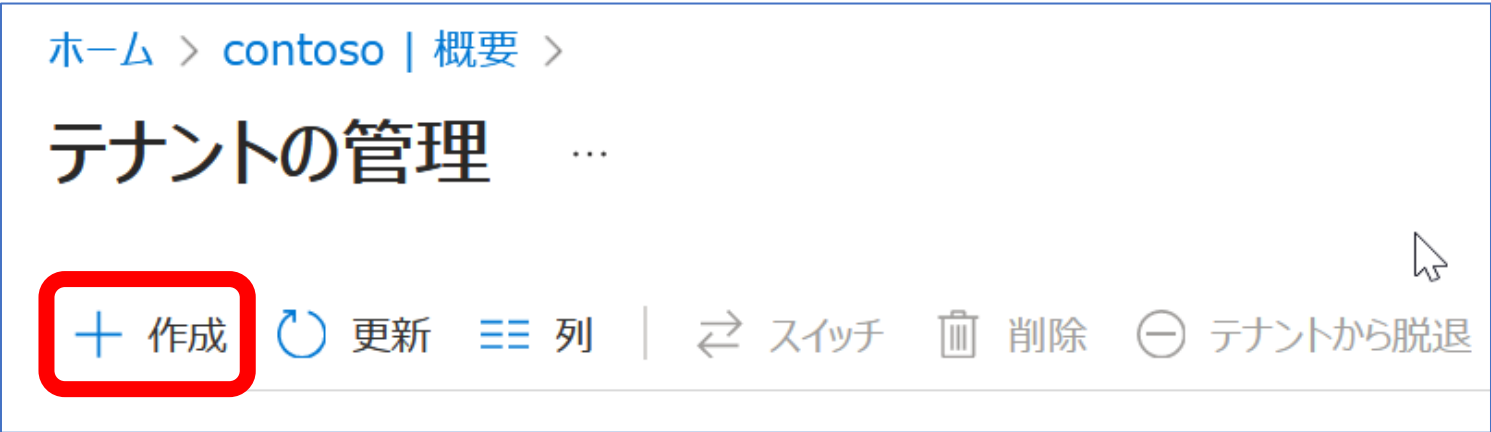 ホーム > contoso | 概要 >
テナントの管理 ...
作成 更新 列 スイッチ 削除 テナントから脱退